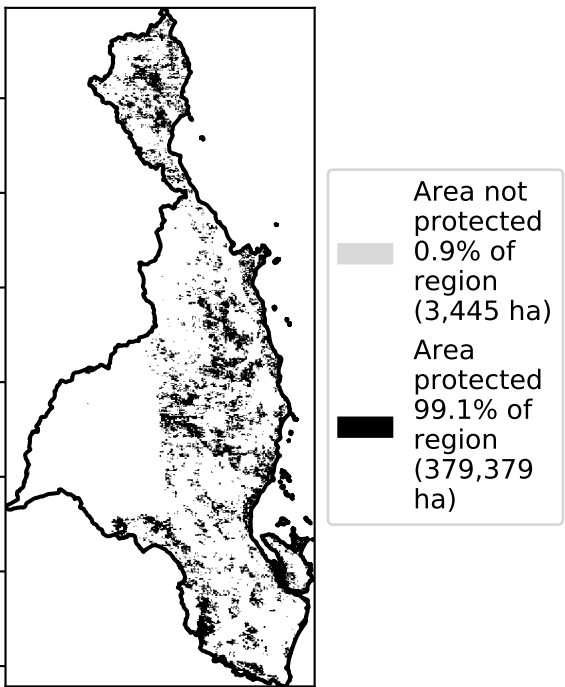 Area not
protected
0.9% of
region
(3,445 ha)
Area
protected
99.1% of
region
(379,379
ha)